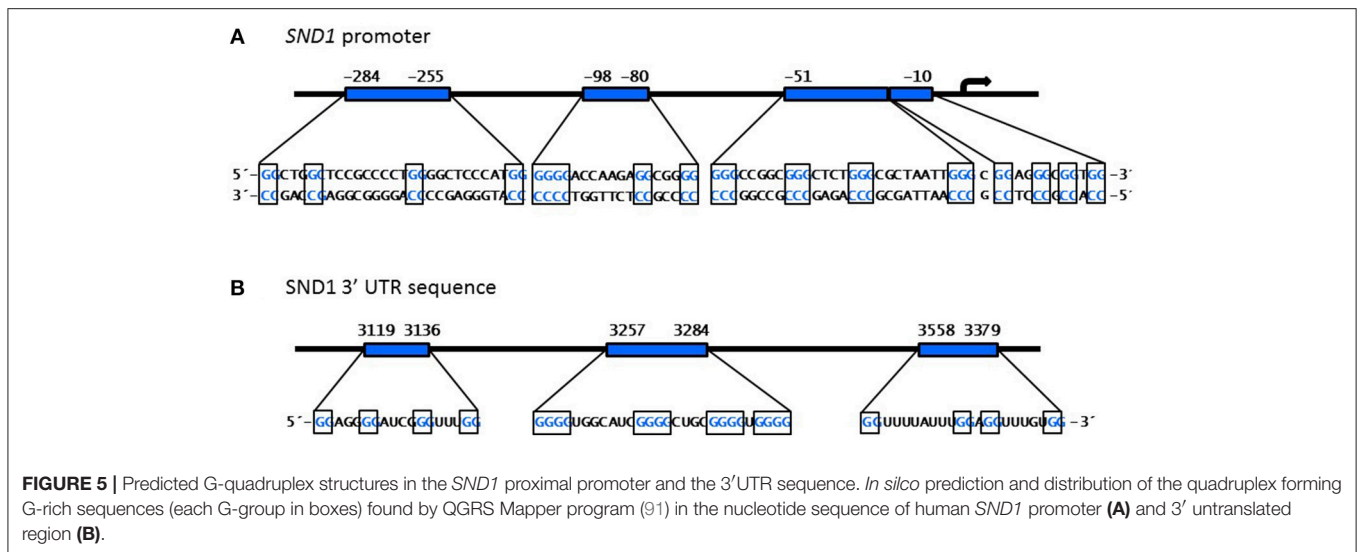 A SND1 promoter
−284 −255 −98 −80 −51 −10
5´-GGCTGGCTCCGCCCCTGGGGCTCCCATGG GGGGACCAAGAGGCGGGG GGGCCGGCGGGCTCTGGGCGCTAATTGGG C GGAGGGCGGTGG -3´
3´-CCGACCGAGGCGGGGACCCCGAGGGTACC CCCCTGGTTCTCCGCCCC CCCGGCCGCCCGAGACCCGCGATTAACCC G CCTCCCGCCACC -5´
B SND1 3′ UTR sequence
3119 3136 3257 3284 3558 3379
5´-GGAGGGGAUCGGGUUUGG GGGGUGGCAUCGGGGCUGCGGGGUGGGG GGUUUUAUUUGGAGGUUUGUGG -3´
FIGURE 5 | Predicted G-quadruplex structures in the SND1 proximal promoter and the 3′UTR sequence. In silico prediction and distribution of the quadruplex forming
G-rich sequences (each G-group in boxes) found by QGRS Mapper program (91) in the nucleotide sequence of human SND1 promoter (A) and 3′ untranslated
region (B).